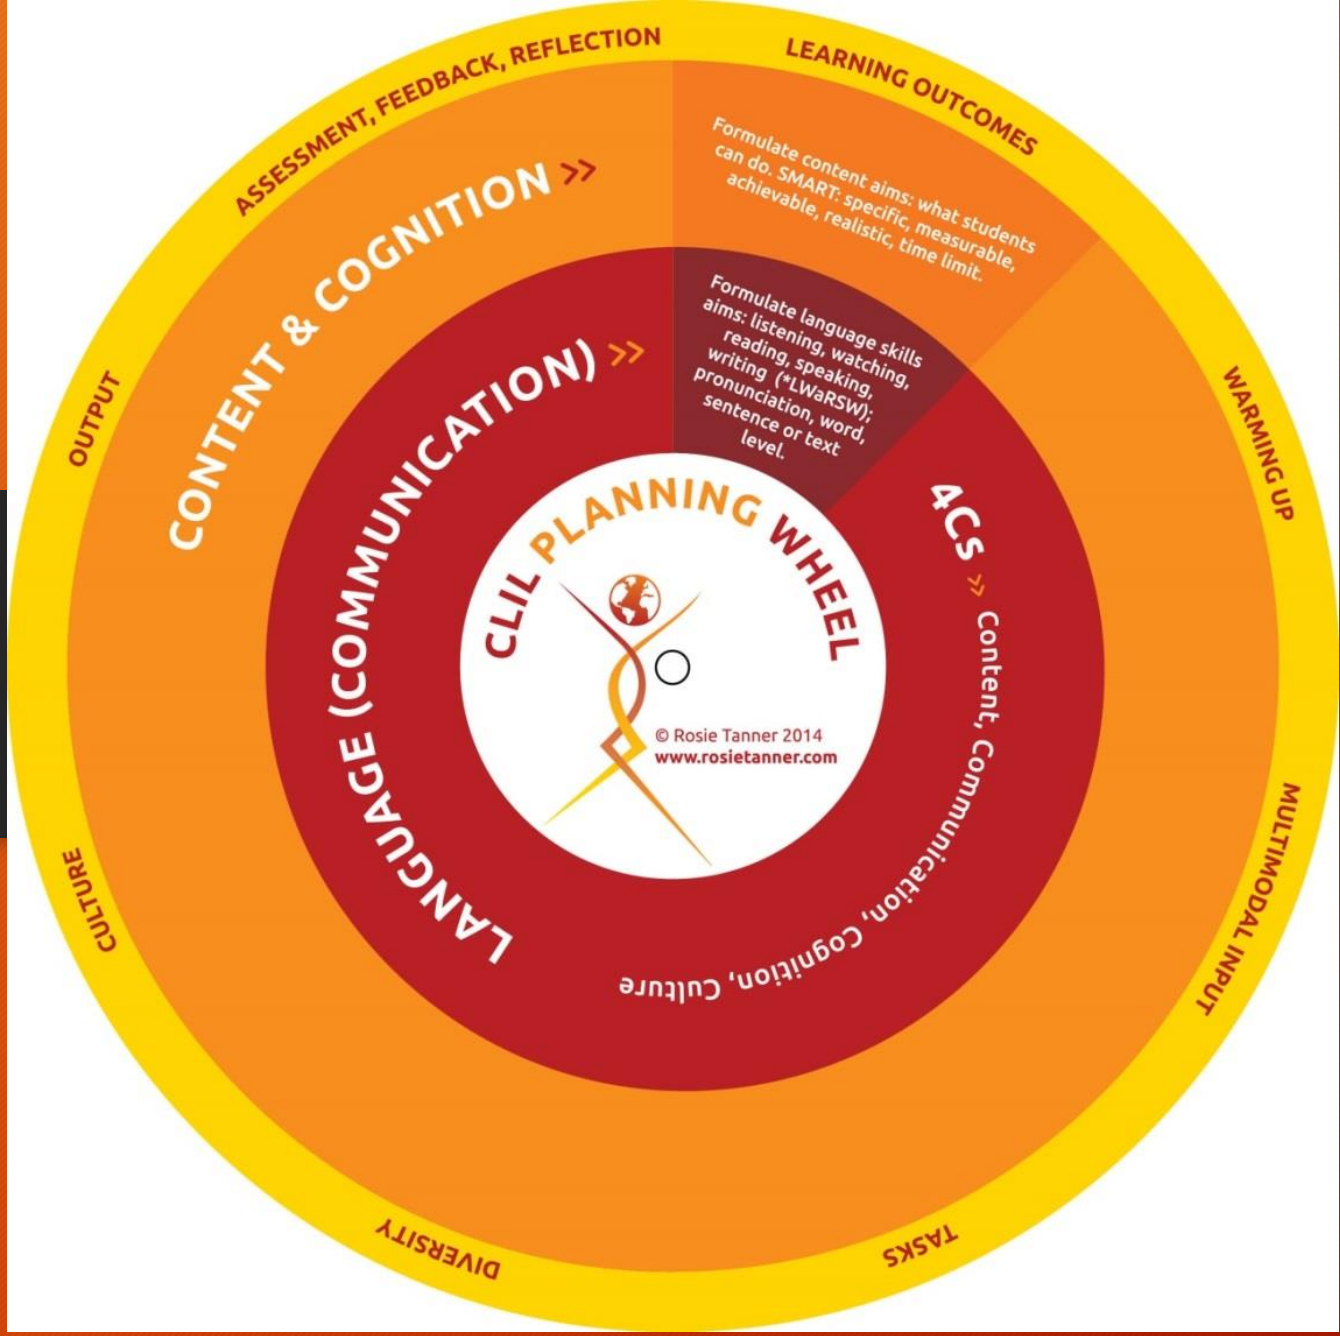 ASSESSMENT, FEEDBACK, REFLECTION
LEARNING OUTCOMES
WARMING UP
MULTIMODAL INPUT
TASKS
DIVERSITY
CULTURE
OUTPUT
CONTENT & COGNITION »
Formulate content aims: what students
can do. SMART: specific, measurable,
achievable, realistic, time limit.
LANGUAGE (COMMUNICATION) »
Formulate language skills
aims: listening, watching,
reading, speaking,
writing (*LWaRSW);
pronunciation, word,
sentence or text
level.
4Cs » Content, Communication, Cognition, Culture
CLIL PLANNING WHEEL
© Rosie Tanner 2014
www.rosietanner.com